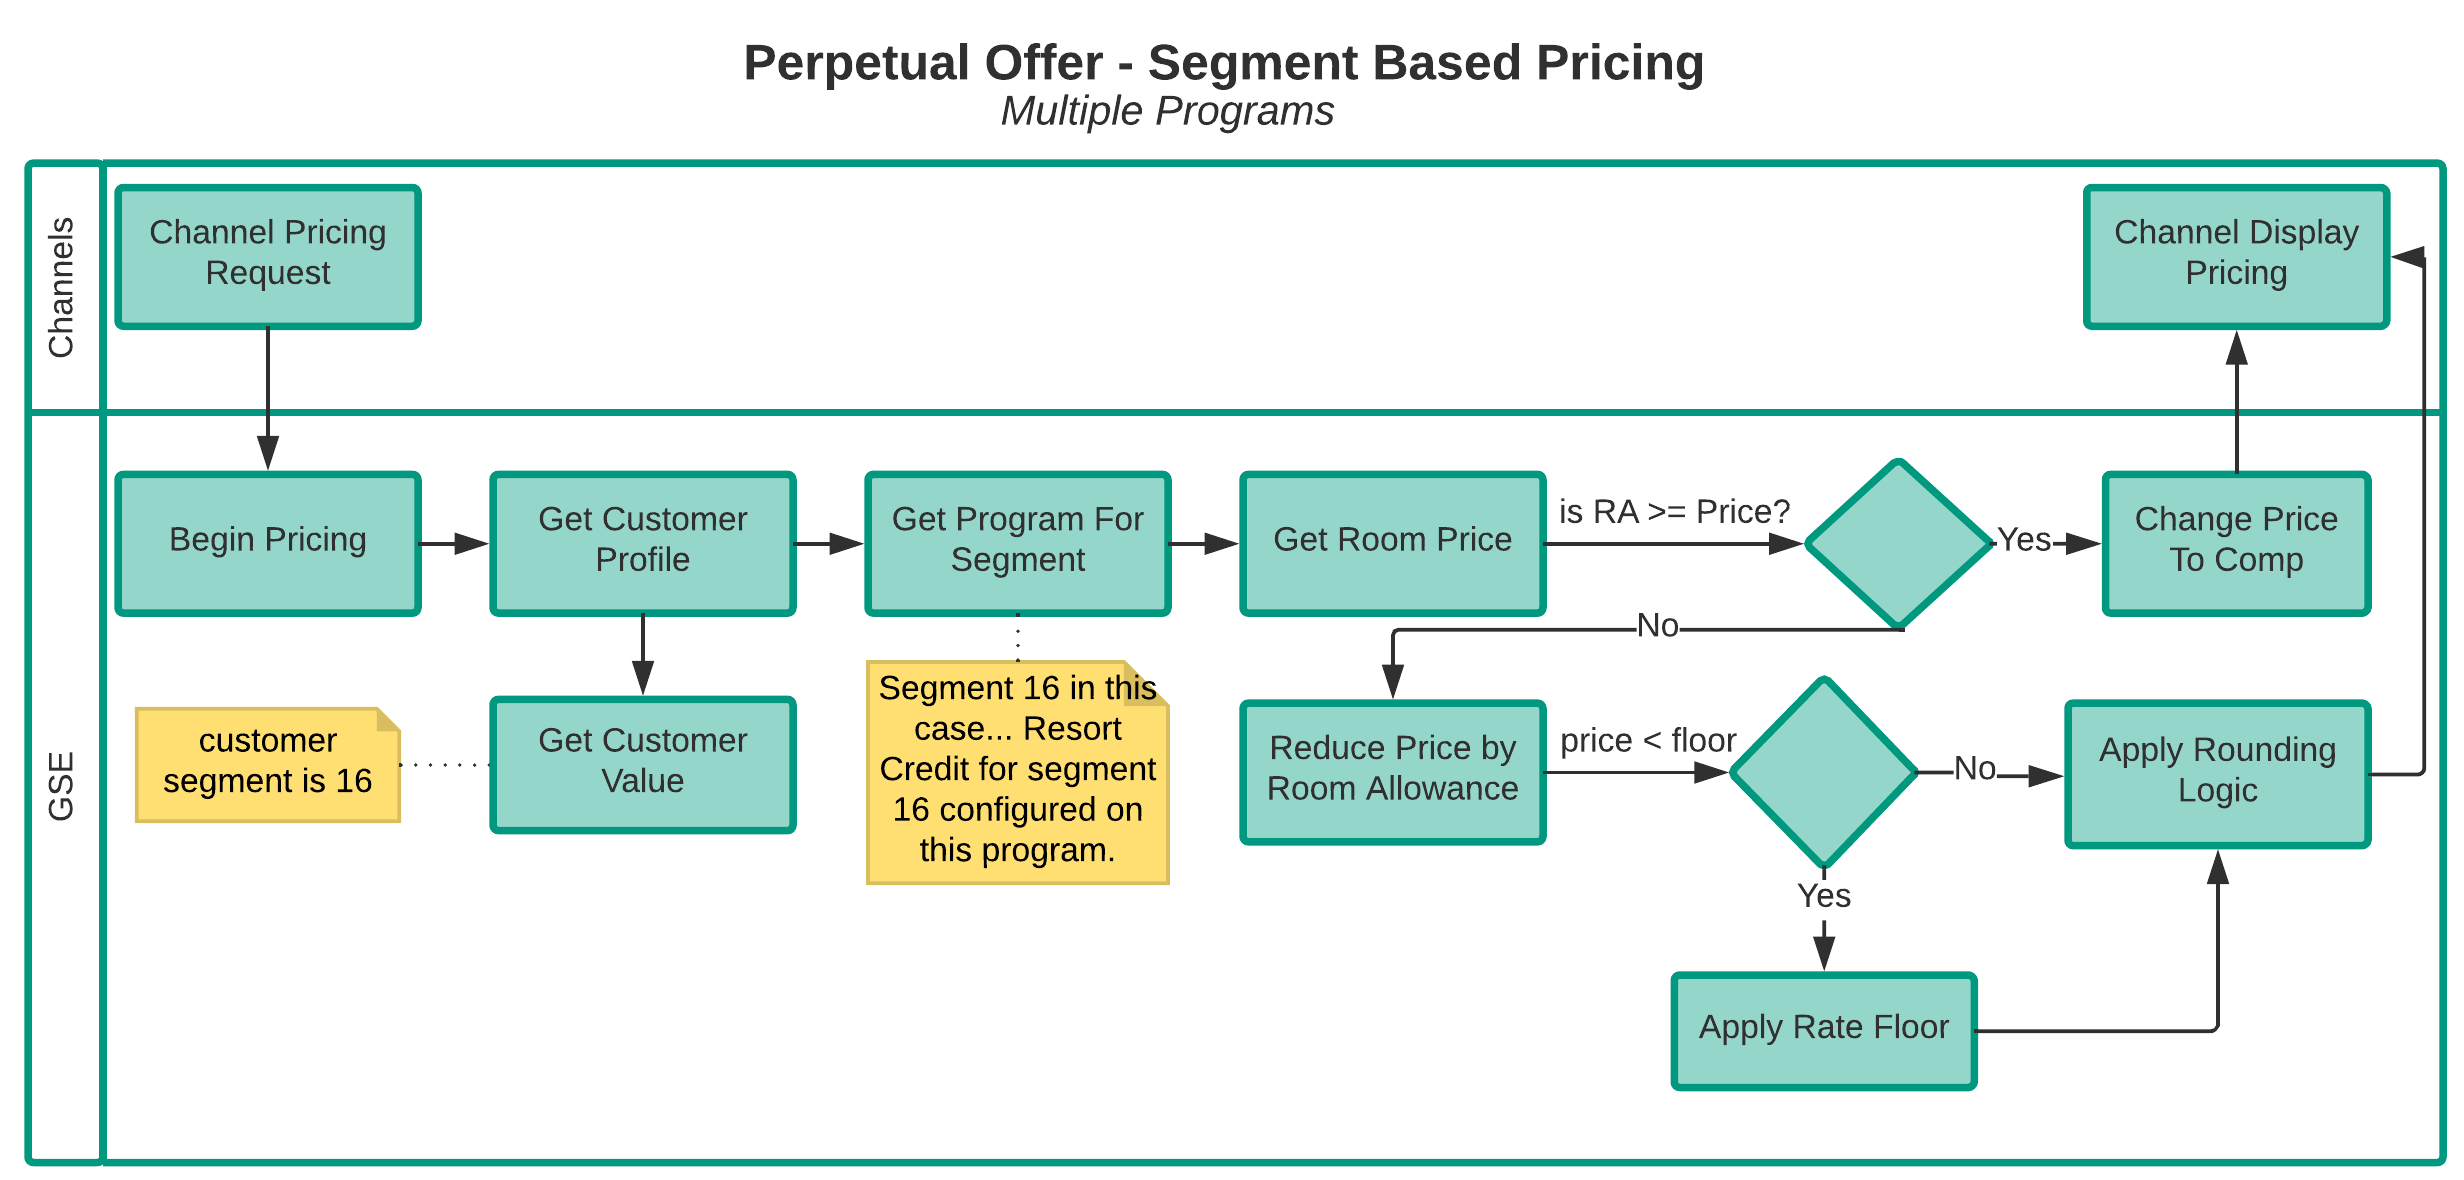 Perpetual Offer - Segment Based Pricing
Multiple Programs
Channels
Channel Pricing
Request
Channel Display
Pricing
GSE
Begin Pricing
Get Customer
Profile
Get Program For
Segment
Get Room Price
is RA >= Price?
Yes
Change Price
To Comp
No
customer
segment is 16
Get Customer
Value
Segment 16 in this
case... Resort
Credit for segment
16 configured on
this program.
Reduce Price by
Room Allowance
price < floor
No
Apply Rounding
Logic
Yes
Apply Rate Floor